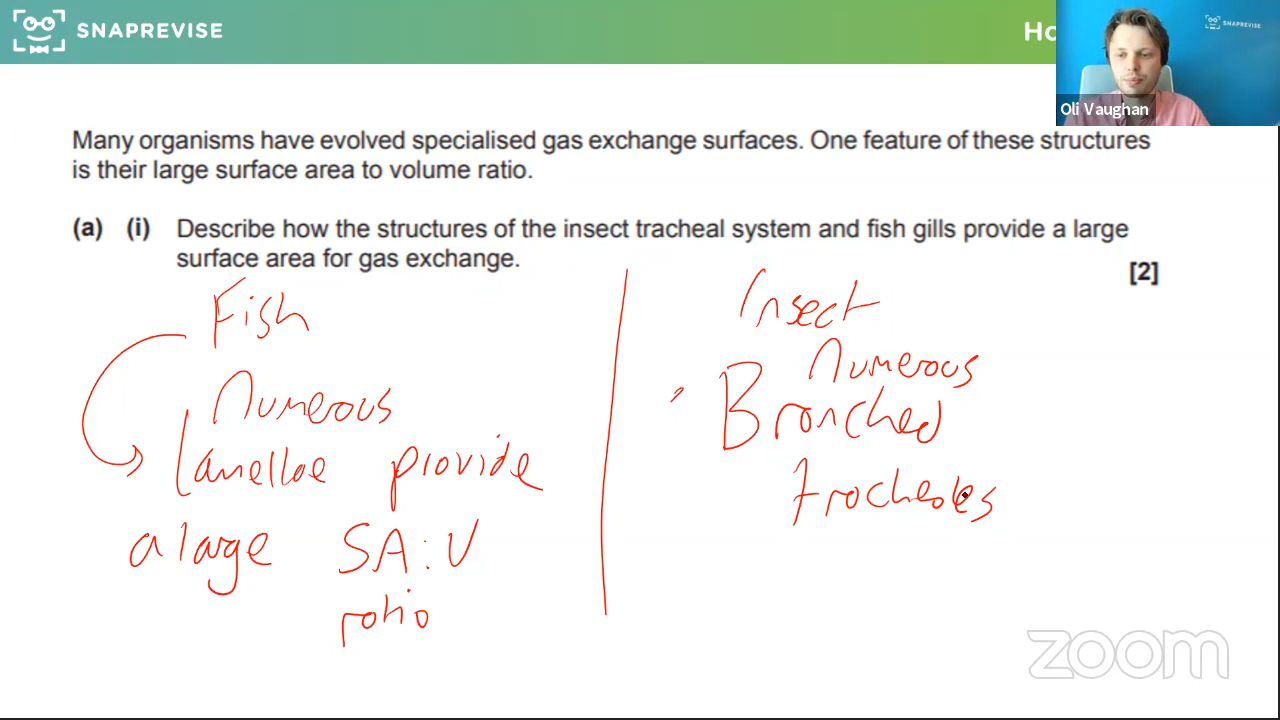 SNAPREVISE
Ho
SNAPREVISE
Oli Vaughan
Many organisms have evolved specialised gas exchange surfaces. One feature of these structures
is their large surface area to volume ratio.
(a) (i) Describe how the structures of the insect tracheal system and fish gills provide a large
surface area for gas exchange.
[2]
Fish
Numerous
lamellae provide
a large SA:V
ratio
Insect
Numerous
Branched
zoom